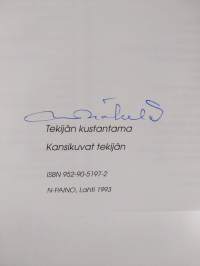 Tekijän kustantama
Kansikuvat tekijän
ISBN 952-90-5197-2
N-PAINO, Lahti 1993